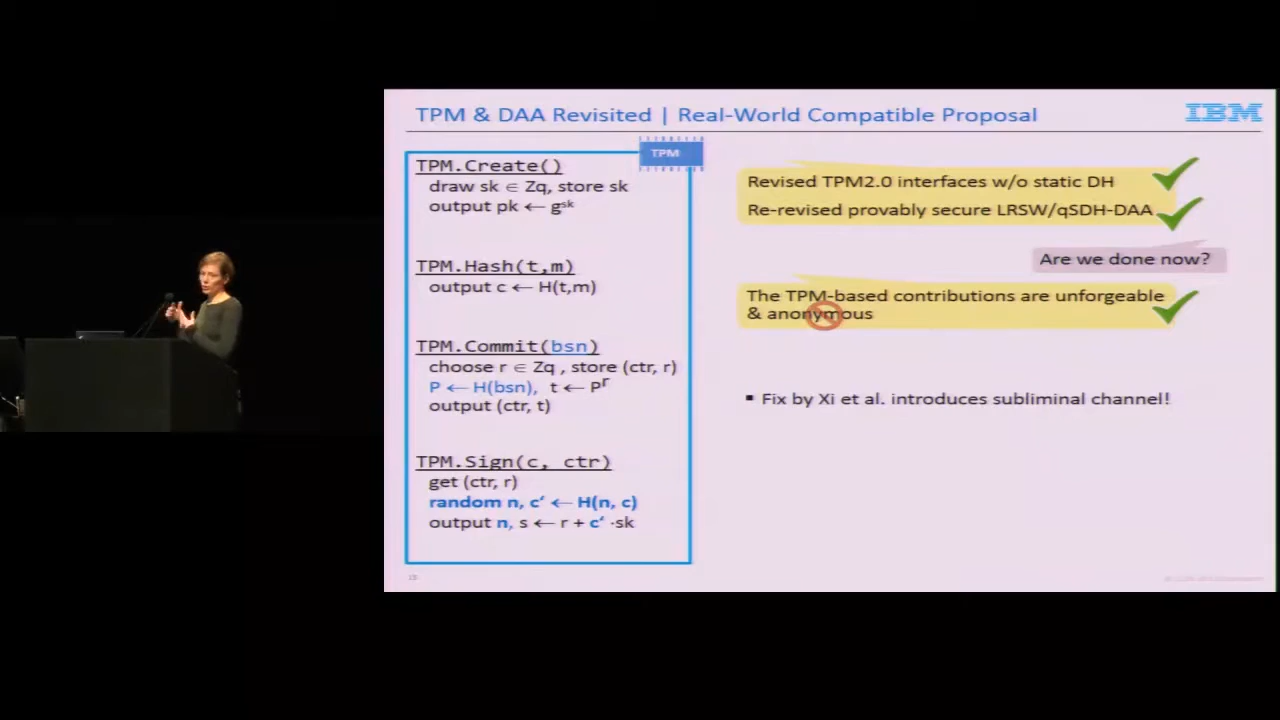 TPM & DAA Revisited | Real-World Compatible Proposal
IBM
TPM
TPM.Create()
draw sk ∈ Zq, store sk
output pk ← gsk
TPM.Hash(t,m)
output c ← H(t,m)
TPM.Commit(bsn)
choose r ∈ Zq , store (ctr, r)
P ← H(bsn), t ← Pr
output (ctr, t)
TPM.Sign(c, ctr)
get (ctr, r)
random n, c‘ ← H(n, c)
output n, s ← r + c‘ ·sk
Revised TPM2.0 interfaces w/o static DH
Re-revised provably secure LRSW/qSDH-DAA
Are we done now?
The TPM-based contributions are unforgeable
& anonymous
▪ Fix by Xi et al. introduces subliminal channel!